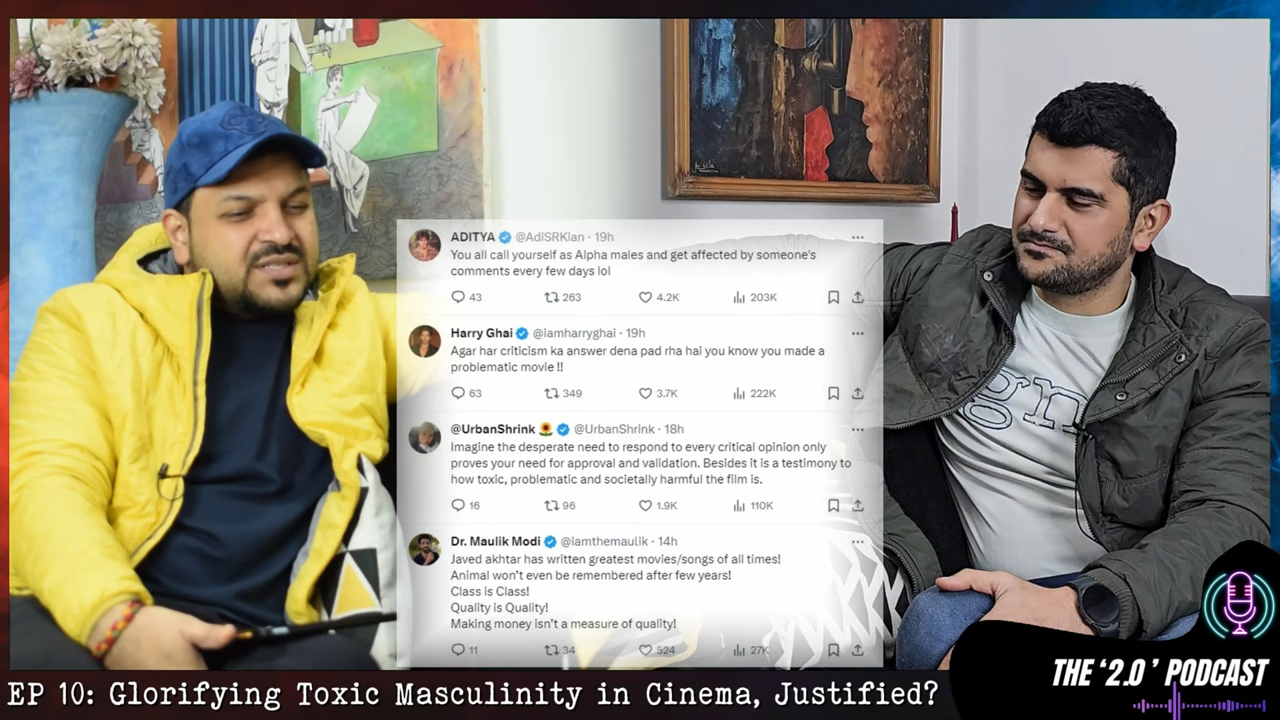 ADITYA @AdiSRKian · 19h
You all call yourself as Alpha males and get affected by someone's
comments every few days lol
43 263 4.2K 203K
Harry Ghai @iamharryghai · 19h
Agar har criticism ka answer dena pad rha hai you know you made a
problematic movie !!
63 349 3.7K 222K
@UrbanShrink 🌻 @UrbanShrink · 18h
Imagine the desperate need to respond to every critical opinion only
proves your need for approval and validation. Besides it is a testimony to
how toxic, problematic and societally harmful the film is.
16 96 1.9K 110K
Dr. Maulik Modi @iamthemaulik · 14h
Javed akhtar has written greatest movies/songs of all times!
Animal won't even be remembered after few years!
Class is Class!
Quality is Quality!
Making money isn't a measure of quality!
11 34 524 27K
gn
THE '2.0' PODCAST
EP 10: Glorifying Toxic Masculinity in Cinema, Justified?